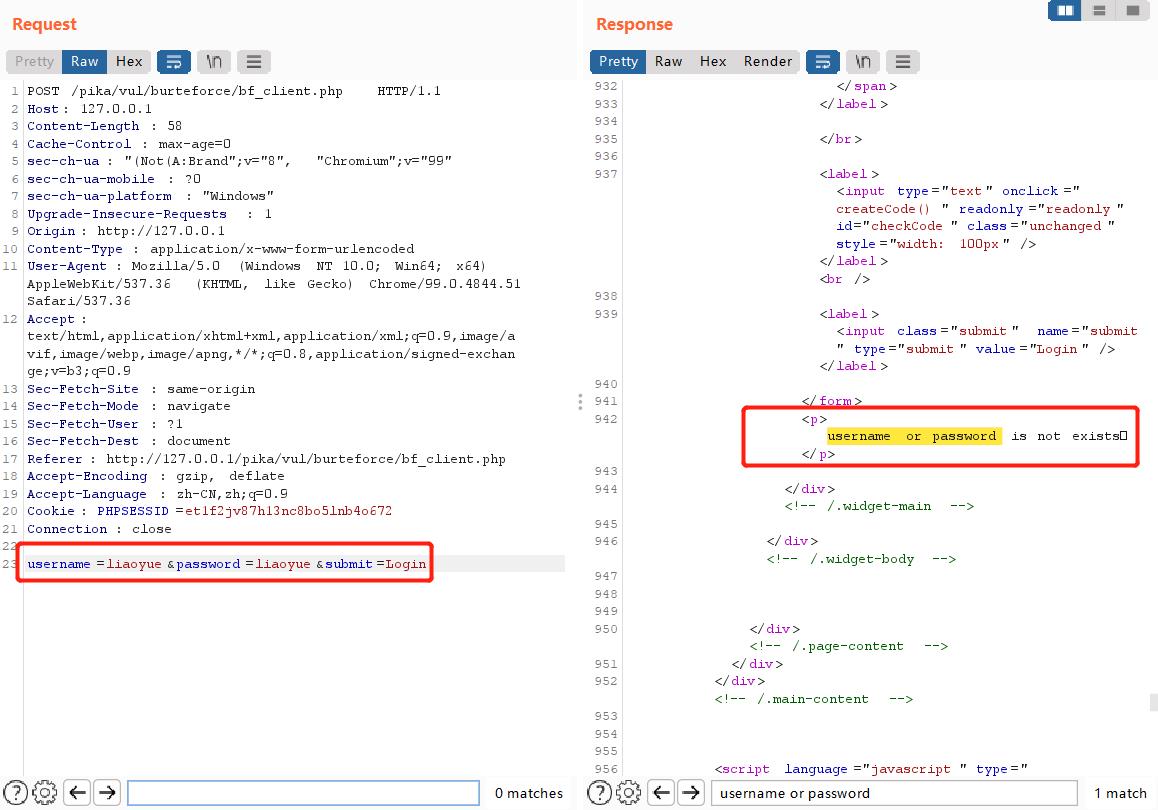 Request
Pretty Raw Hex \n
1 POST /pika/vul/burteforce/bf_client.php HTTP/1.1
2 Host: 127.0.0.1
3 Content-Length : 58
4 Cache-Control : max-age=0
5 sec-ch-ua : "(Not(A:Brand";v="8", "Chromium";v="99"
6 sec-ch-ua-mobile : ?0
7 sec-ch-ua-platform : "Windows"
8 Upgrade-Insecure-Requests : 1
9 Origin : http://127.0.0.1
10 Content-Type : application/x-www-form-urlencoded
11 User-Agent : Mozilla/5.0 (Windows NT 10.0; Win64; x64)
AppleWebKit/537.36 (KHTML, like Gecko) Chrome/99.0.4844.51
Safari/537.36
12 Accept :
text/html,application/xhtml+xml,application/xml;q=0.9,image/a
vif,image/webp,image/apng,*/*;q=0.8,application/signed-exchan
ge;v=b3;q=0.9
13 Sec-Fetch-Site : same-origin
14 Sec-Fetch-Mode : navigate
15 Sec-Fetch-User : ?1
16 Sec-Fetch-Dest : document
17 Referer : http://127.0.0.1/pika/vul/burteforce/bf_client.php
18 Accept-Encoding : gzip, deflate
19 Accept-Language : zh-CN,zh;q=0.9
20 Cookie : PHPSESSID =et1f2jv87h13nc8bo5lnb4o672
21 Connection : close
22
23 username =liaoyue &password =liaoyue &submit =Login
0 matches
Response
Pretty Raw Hex Render \n
932 </span>
933 </label>
934
935 </br>
936
937 <label>
<input type="text" onclick ="
createCode() " readonly ="readonly "
id="checkCode " class="unchanged "
style ="width: 100px " />
</label>
<br />
938
939 <label>
<input class="submit " name="submit
" type="submit " value ="Login " />
</label>
940
941 </form>
942 <p>
username or password is not exists
</p>
943
944 </div>
<!-- /.widget-main -->
945
946 </div>
<!-- /.widget-body -->
947
948
949
950 </div>
<!-- /.page-content -->
951 </div>
952 </div>
<!-- /.main-content -->
953
954
955
956 <script language ="javascript " type ="
username or password
1 match